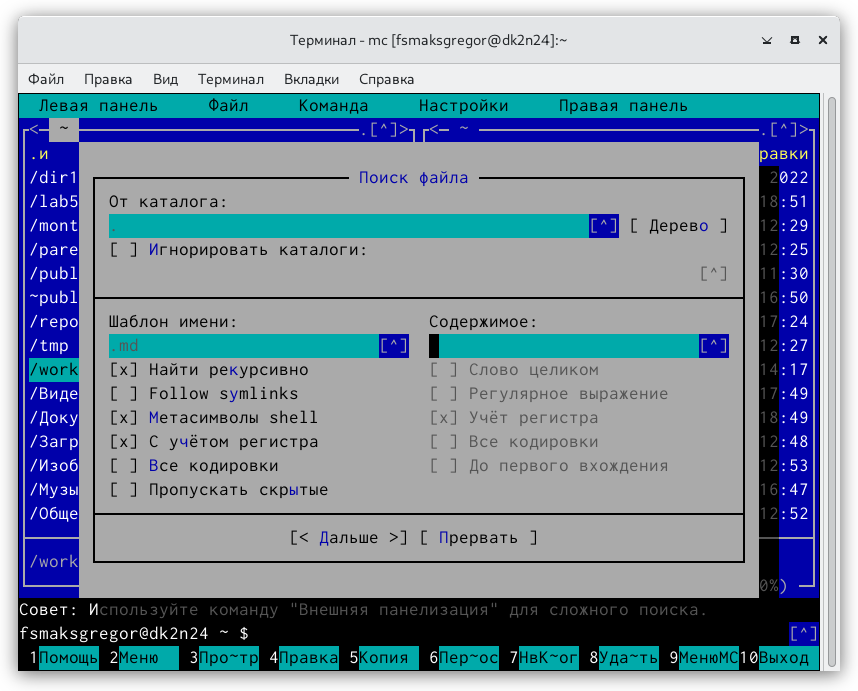 Терминал - mc [fsmaksgregor@dk2n24]:~
Файл Правка Вид Терминал Вкладки Справка
Левая панель Файл Команда Настройки Правая панель
<─ ~ .[^]> <─ ~ .[^]>
.и равки
/dir1 2022
Поиск файла
/lab5 От каталога: 18:51
/mont . [^] [ Дерево ] 12:29
/pare [ ] Игнорировать каталоги: 12:25
/publ [^] 11:30
~publ 16:50
/repo Шаблон имени: Содержимое: 17:24
/tmp .md [^] [^] 12:27
/work [x] Найти рекурсивно [ ] Слово целиком 14:17
/Виде [ ] Follow symlinks [ ] Регулярное выражение 17:49
/Доку [x] Метасимволы shell [x] Учёт регистра 18:49
/Загр [x] С учётом регистра [ ] Все кодировки 12:48
/Изоб [ ] Все кодировки [ ] До первого вхождения 12:53
/Музы [ ] Пропускать скрытые 16:47
/Обще 12:52
[< Дальше >] [ Прервать ]
/work
0%)
Совет: Используйте команду "Внешняя панелизация" для сложного поиска.
fsmaksgregor@dk2n24 ~ $ [^]
1Помощь 2Меню 3Про~тр 4Правка 5Копия 6Пер~ос 7НвК~ог 8Уда~ть 9МенюMC10Выход